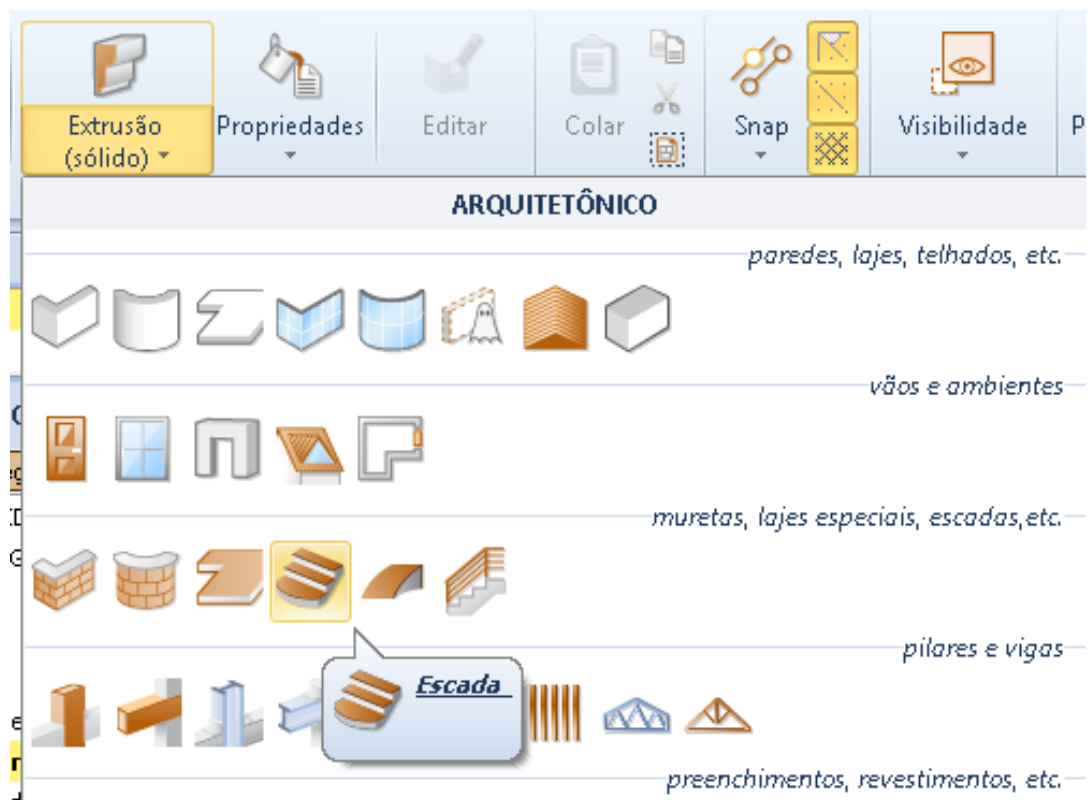 Extrusão
(sólido)
Propriedades
Editar
Colar
Snap
Visibilidade
P
ARQUITETÔNICO
paredes, lajes, telhados, etc.
vãos e ambientes
muretas, lajes especiais, escadas,etc.
pilares e vigas
Escada
preenchimentos, revestimentos, etc.